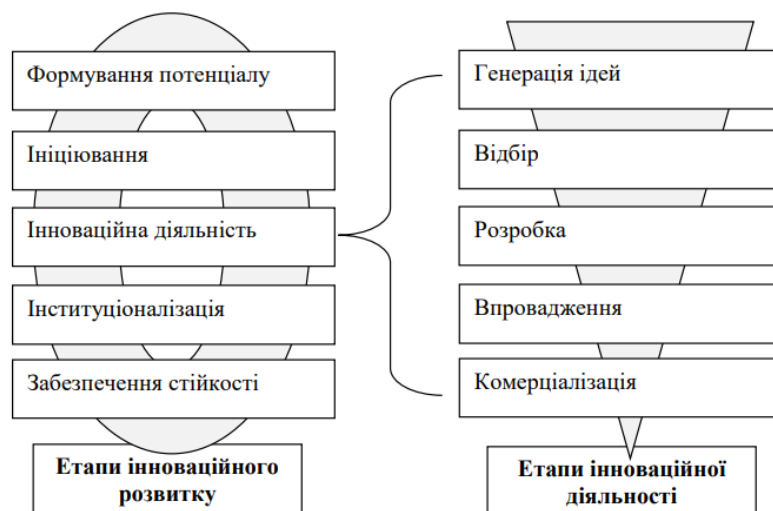 Формування потенціалу
Ініціювання
Інноваційна діяльність
Інституціоналізація
Забезпечення стійкості
Етапи інноваційного
розвитку
Генерація ідей
Відбір
Розробка
Впровадження
Комерціалізація
Етапи інноваційної
діяльності